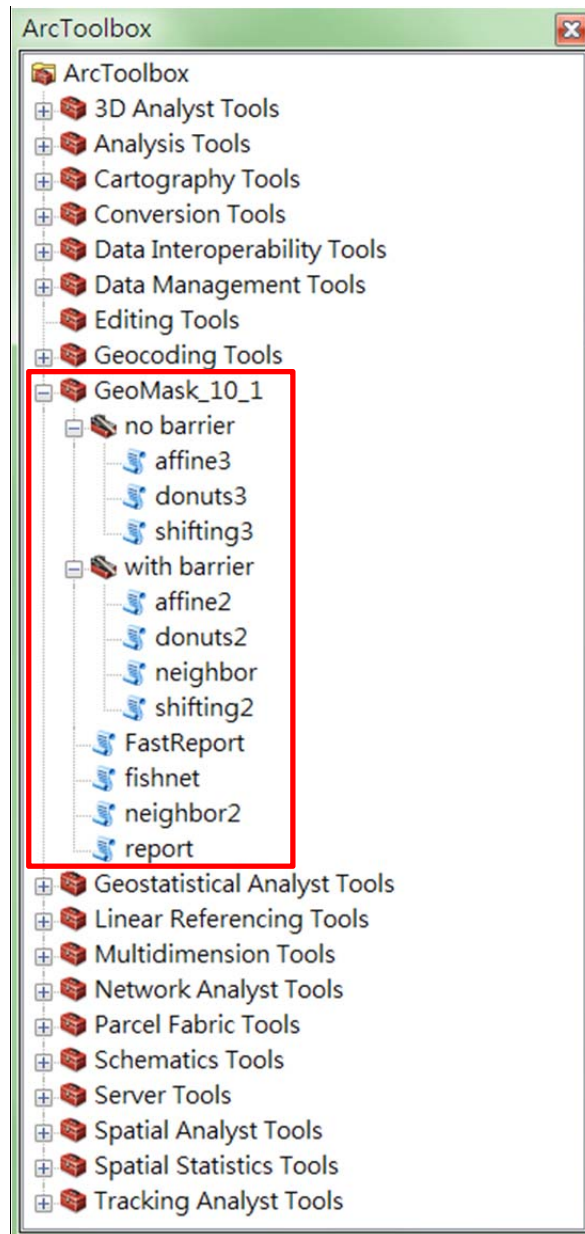 ArcToolbox
ArcToolbox
3D Analyst Tools
Analysis Tools
Cartography Tools
Conversion Tools
Data Interoperability Tools
Data Management Tools
Editing Tools
Geocoding Tools
GeoMask_10_1
no barrier
affine3
donuts3
shifting3
with barrier
affine2
donuts2
neighbor
shifting2
FastReport
fishnet
neighbor2
report
Geostatistical Analyst Tools
Linear Referencing Tools
Multidimension Tools
Network Analyst Tools
Parcel Fabric Tools
Schematics Tools
Server Tools
Spatial Analyst Tools
Spatial Statistics Tools
Tracking Analyst Tools